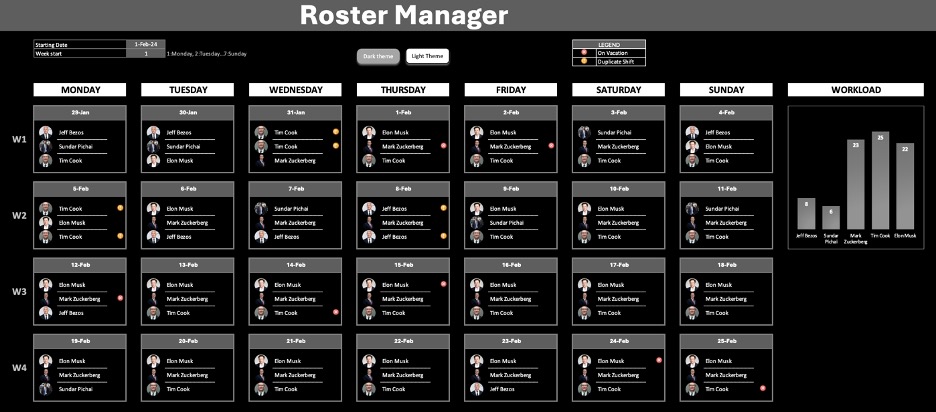 Roster Manager
Starting Date 1-Feb-24
Week start 1 1:Monday, 2:Tuesday...7:Sunday
Dark theme Light Theme
LEGEND
On Vacation
Duplicate Shift
MONDAY TUESDAY WEDNESDAY THURSDAY FRIDAY SATURDAY SUNDAY WORKLOAD
W1
29-Jan 30-Jan 31-Jan 1-Feb 2-Feb 3-Feb 4-Feb
Jeff Bezos Jeff Bezos Tim Cook Elon Musk Elon Musk Sundar Pichai Jeff Bezos
Sundar Pichai Sundar Pichai Tim Cook Mark Zuckerberg Mark Zuckerberg Mark Zuckerberg Elon Musk
Tim Cook Elon Musk Mark Zuckerberg Tim Cook Tim Cook Tim Cook Tim Cook
W2
5-Feb 6-Feb 7-Feb 8-Feb 9-Feb 10-Feb 11-Feb
Tim Cook Elon Musk Sundar Pichai Jeff Bezos Elon Musk Elon Musk Sundar Pichai
Elon Musk Mark Zuckerberg Mark Zuckerberg Elon Musk Sundar Pichai Mark Zuckerberg Mark Zuckerberg
Tim Cook Jeff Bezos Jeff Bezos Jeff Bezos Tim Cook Tim Cook Tim Cook
W3
12-Feb 13-Feb 14-Feb 15-Feb 16-Feb 17-Feb 18-Feb
Elon Musk Elon Musk Elon Musk Elon Musk Elon Musk Elon Musk Elon Musk
Mark Zuckerberg Mark Zuckerberg Mark Zuckerberg Mark Zuckerberg Mark Zuckerberg Mark Zuckerberg Mark Zuckerberg
Jeff Bezos Tim Cook Tim Cook Tim Cook Tim Cook Tim Cook Tim Cook
W4
19-Feb 20-Feb 21-Feb 22-Feb 23-Feb 24-Feb 25-Feb
Elon Musk Elon Musk Elon Musk Elon Musk Elon Musk Elon Musk Elon Musk
Mark Zuckerberg Mark Zuckerberg Mark Zuckerberg Mark Zuckerberg Mark Zuckerberg Mark Zuckerberg Mark Zuckerberg
Sundar Pichai Tim Cook Tim Cook Tim Cook Jeff Bezos Tim Cook Tim Cook
8 6 23 25 22
Jeff Bezos Sundar Pichai Mark Zuckerberg Tim Cook Elon Musk